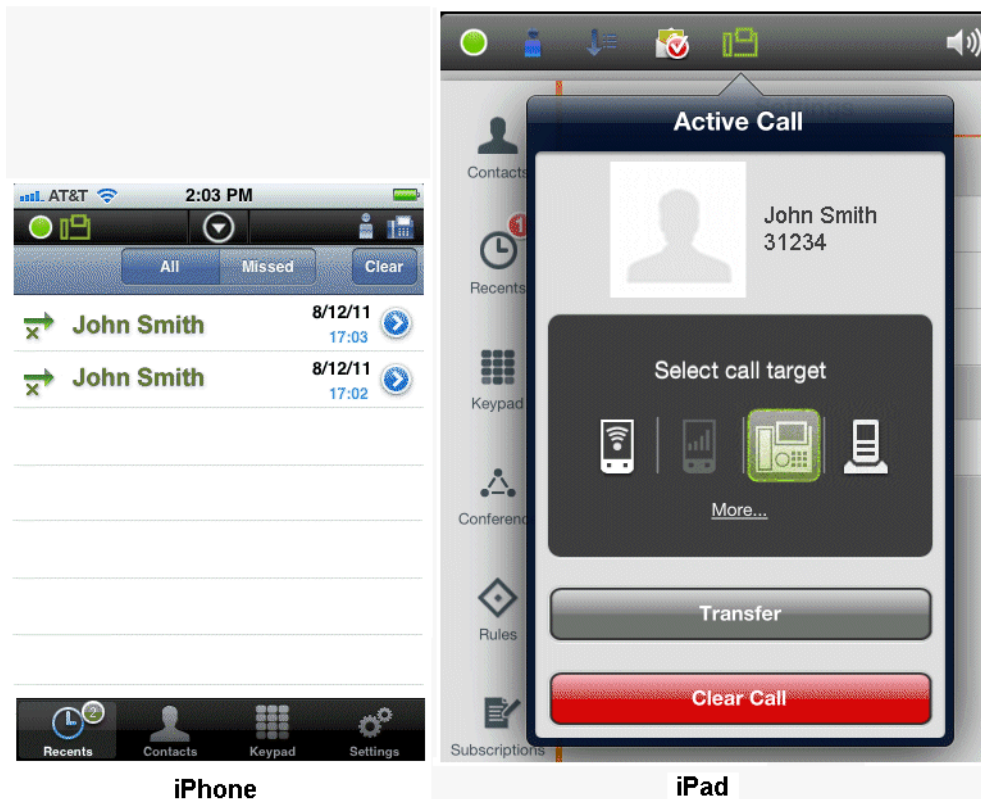 AT&T
2:03 PM
All
Missed
Clear
John Smith
8/12/11
17:03
John Smith
8/12/11
17:02
2
Recents
Contacts
Keypad
Settings
iPhone
Settings
Active Call
John Smith
31234
Select call target
More...
Transfer
Clear Call
Contacts
1
Recents
Keypad
Conferenc
Rules
Subscriptions
iPad